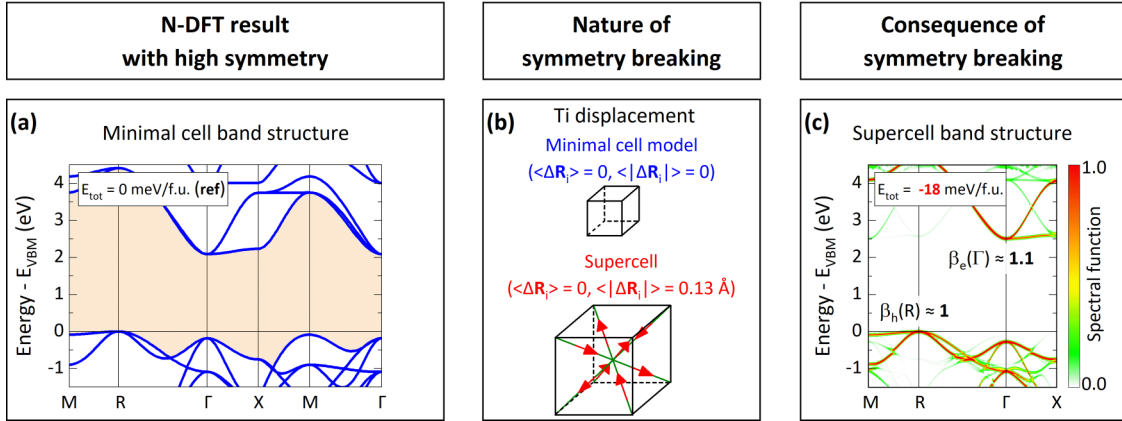 N-DFT result
with high symmetry
Nature of
symmetry breaking
Consequence of
symmetry breaking
(a)
Minimal cell band structure
E_tot = 0 meV/f.u. (ref)
Energy - E_VBM (eV)
4
3
2
1
0
-1
M R Γ X M Γ
(b)
Ti displacement
Minimal cell model
(<ΔR_i> = 0, <|ΔR_i|> = 0)
Supercell
(<ΔR_i> = 0, <|ΔR_i|> = 0.13 Å)
(c)
Supercell band structure
E_tot = -18 meV/f.u.
β_e(Γ) ≈ 1.1
β_h(R) ≈ 1
Energy - E_VBM (eV)
4
3
2
1
0
-1
M R Γ X
1.0
Spectral function
0.0